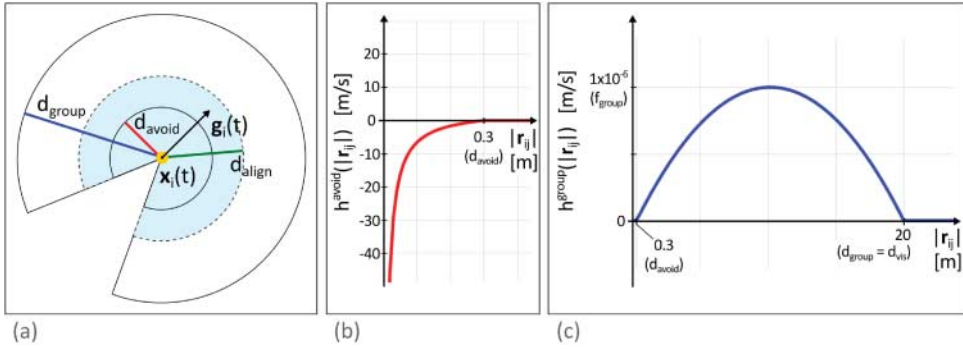 d_group
d_avoid
g_i(t)
x_i(t)
d_align
(a)
h^avoid(|r_ij|) [m/s]
30
20
10
0
-10
-20
-30
-40
0.3
(d_avoid)
|r_ij|
[m]
(b)
h^group(|r_ij|) [m/s]
1x10^-6
(f_group)
0
0.3
(d_avoid)
20
(d_group = d_vis)
|r_ij|
[m]
(c)